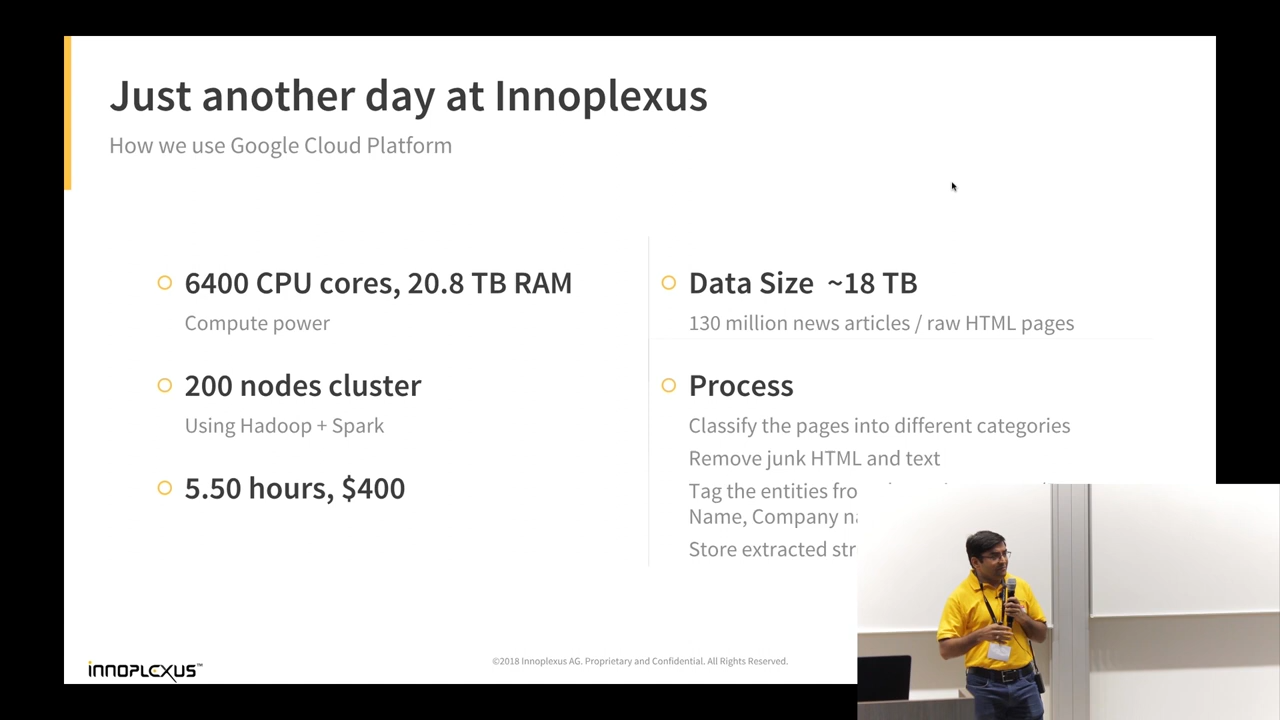 Just another day at Innoplexus
How we use Google Cloud Platform
6400 CPU cores, 20.8 TB RAM
Compute power
200 nodes cluster
Using Hadoop + Spark
5.50 hours, $400
Data Size ~18 TB
130 million news articles / raw HTML pages
Process
Classify the pages into different categories
Remove junk HTML and text
Tag the entities
Name, Company
Store extracted
©2018 Innoplexus AG. Proprietary and Confidential. All Rights Reserved.
INNOPLEXUS™